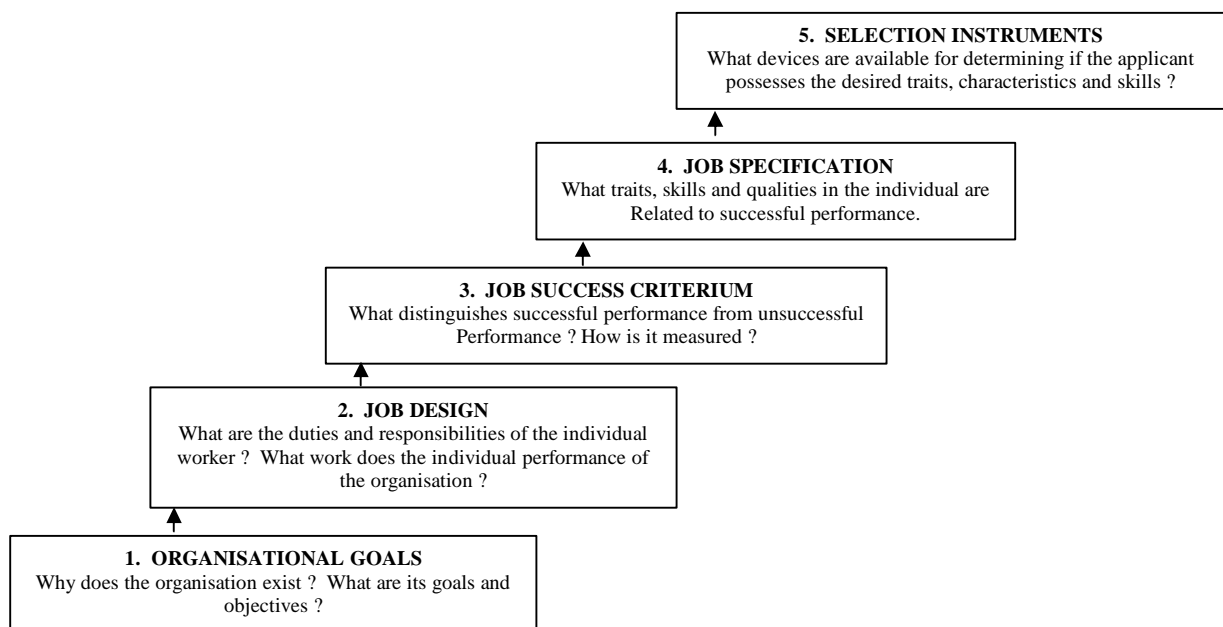 5. SELECTION INSTRUMENTS
What devices are available for determining if the applicant
possesses the desired traits, characteristics and skills ?
4. JOB SPECIFICATION
What traits, skills and qualities in the individual are
Related to successful performance.
3. JOB SUCCESS CRITERIUM
What distinguishes successful performance from unsuccessful
Performance ? How is it measured ?
2. JOB DESIGN
What are the duties and responsibilities of the individual
worker ? What work does the individual performance of
the organisation ?
1. ORGANISATIONAL GOALS
Why does the organisation exist ? What are its goals and
objectives ?